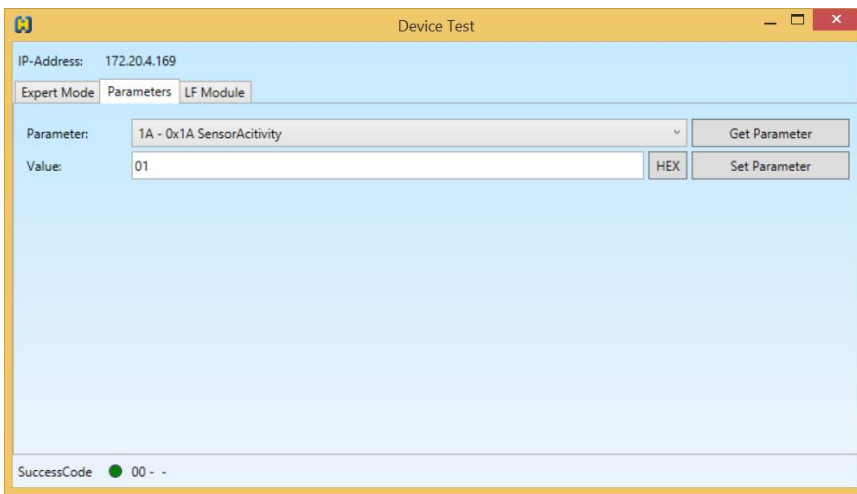 Device Test
IP-Address: 172.20.4.169
Expert Mode Parameters LF Module
Parameter: 1A - 0x1A SensorAcitivity Get Parameter
Value: 01 HEX Set Parameter
SuccessCode 00 - -